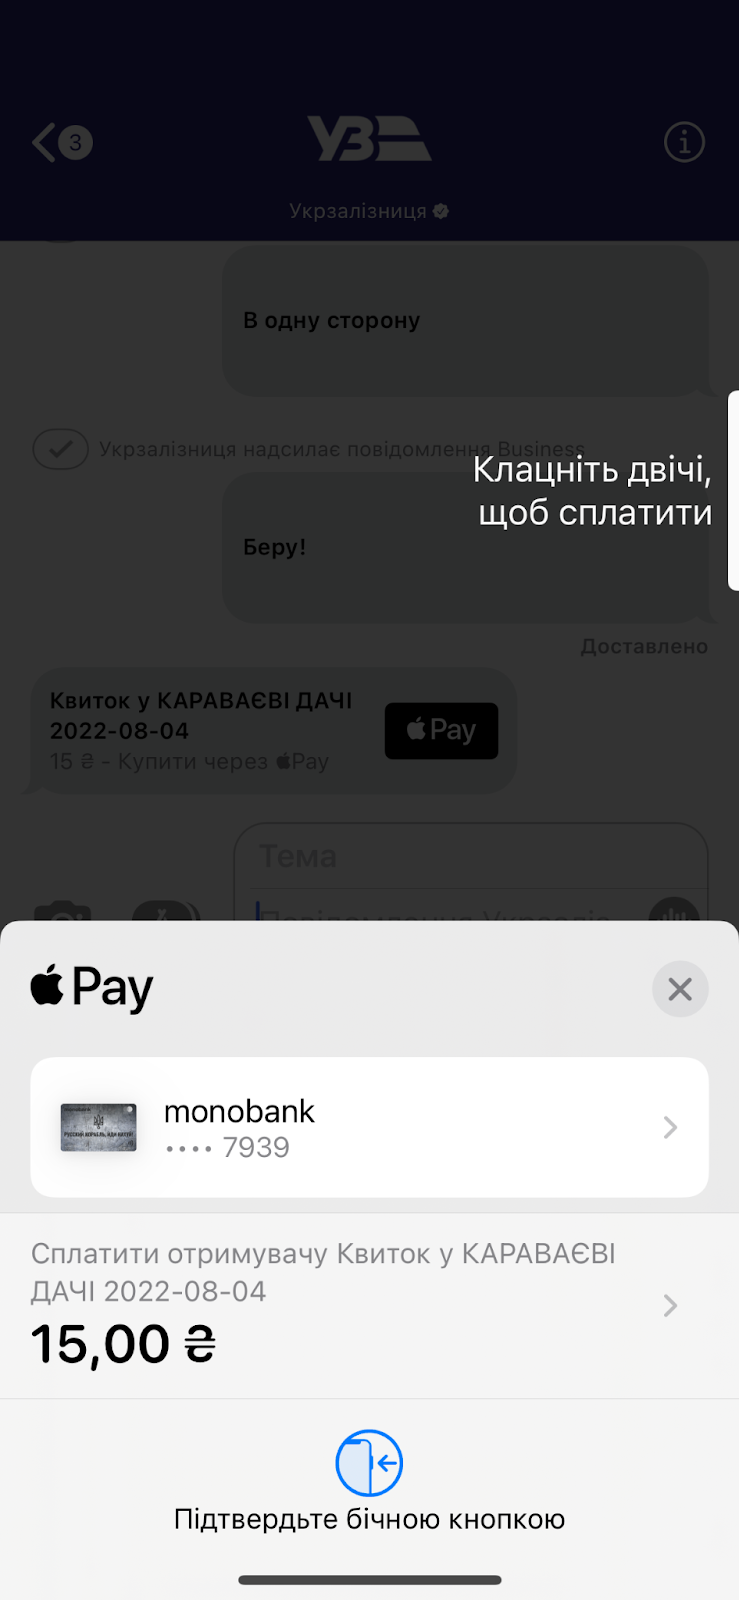 3
УЗ
Укрзалізниця
В одну сторону
Укрзалізниця надсилає повідомлення Business
Клацніть двічі,
щоб сплатити
Беру!
Доставлено
Квиток у КАРАВАЄВІ ДАЧІ
2022-08-04
15 ₴ - Купити через Pay
Pay
Тема
Повідомлення
Pay
monobank
•••• 7939
Сплатити отримувачу Квиток у КАРАВАЄВІ
ДАЧІ 2022-08-04
15,00 ₴
Підтвердьте бічною кнопкою